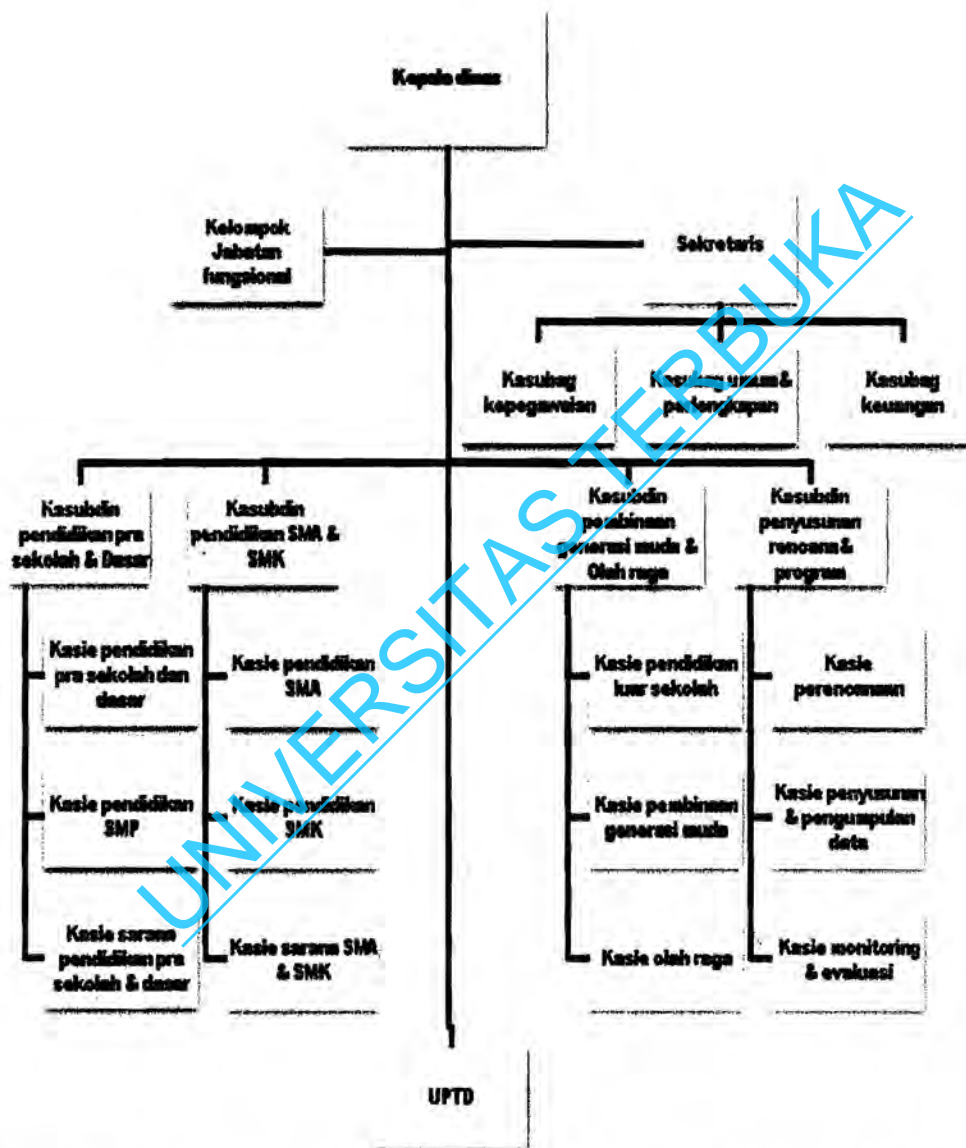 Kepala dinas
Kelompok
Jabatan
fungsional
Sekretaris
Kasubag
kepegawaian
Kasubag umum &
perlengkapan
Kasubag
keuangan
Kasubdin
pendidikan pra
sekolah & Dasar
Kasubdin
pendidikan SMA &
SMK
Kasubdin
pembinaan
generasi muda &
Olah raga
Kasubdin
penyusunan
rencana &
program
Kasie pendidikan
pra sekolah dan
dasar
Kasie pendidikan
SMA
Kasie pendidikan
luar sekolah
Kasie
perencanaan
Kasie pendidikan
SMP
Kasie pendidikan
SMK
Kasie pembinaan
generasi muda
Kasie penyusunan
& pengumpulan
data
Kasie sarana
pendidikan pra
sekolah & dasar
Kasie sarana SMA
& SMK
Kasie olah raga
Kasie monitoring
& evaluasi
UPTD
UNIVERSITAS TERBUKA